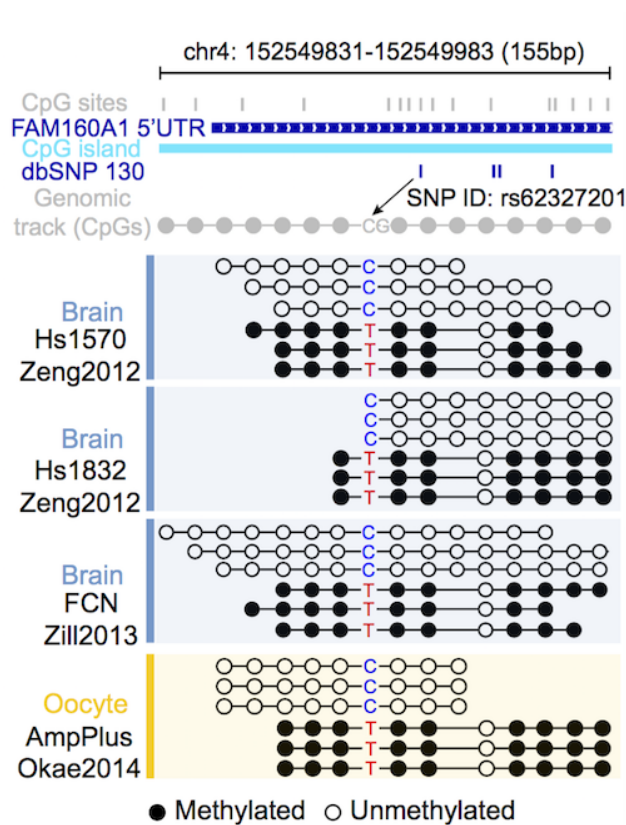 chr4: 152549831-152549983 (155bp)
CpG sites
FAM160A1 5'UTR
CpG island
dbSNP 130
SNP ID: rs62327201
Genomic
track (CpGs)
CG
C
C
C
Brain
Hs1570
Zeng2012
T
T
T
C
C
C
Brain
Hs1832
Zeng2012
T
T
T
C
C
C
Brain
FCN
Zill2013
T
T
T
C
C
C
Oocyte
AmpPlus
Okae2014
T
T
T
Methylated
Unmethylated